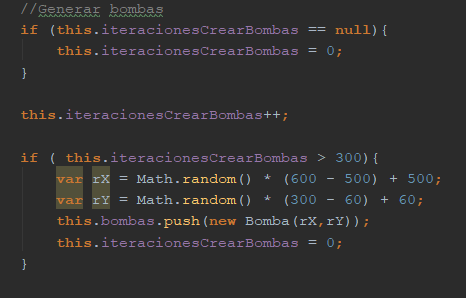 //Generar bombas
if (this.iteracionesCrearBombas == null){
this.iteracionesCrearBombas = 0;
}
this.iteracionesCrearBombas++;
if ( this.iteracionesCrearBombas > 300){
var rX = Math.random() * (600 - 500) + 500;
var rY = Math.random() * (300 - 60) + 60;
this.bombas.push(new Bomba(rX,rY));
this.iteracionesCrearBombas = 0;
}